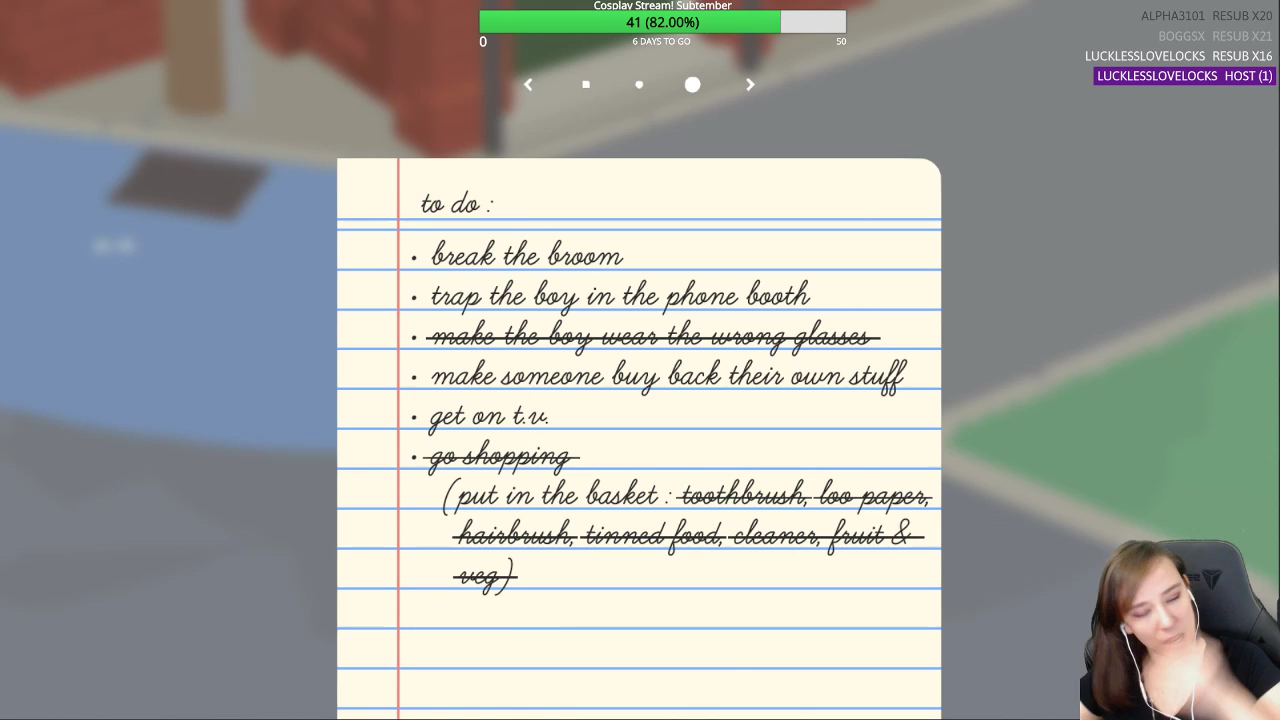 Cosplay Stream! Subtember
41 (82.00%)
0
6 DAYS TO GO
50
ALPHA3101 RESUB X20
BOGGSX RESUB X21
LUCKLESSLOVELOCKS RESUB X16
LUCKLESSLOVELOCKS HOST (1)
to do :
• break the broom
• trap the boy in the phone booth
• make the boy wear the wrong glasses
• make someone buy back their own stuff
• get on t.v.
• go shopping
(put in the basket : toothbrush, loo paper,
hairbrush, tinned food, cleaner, fruit &
veg)